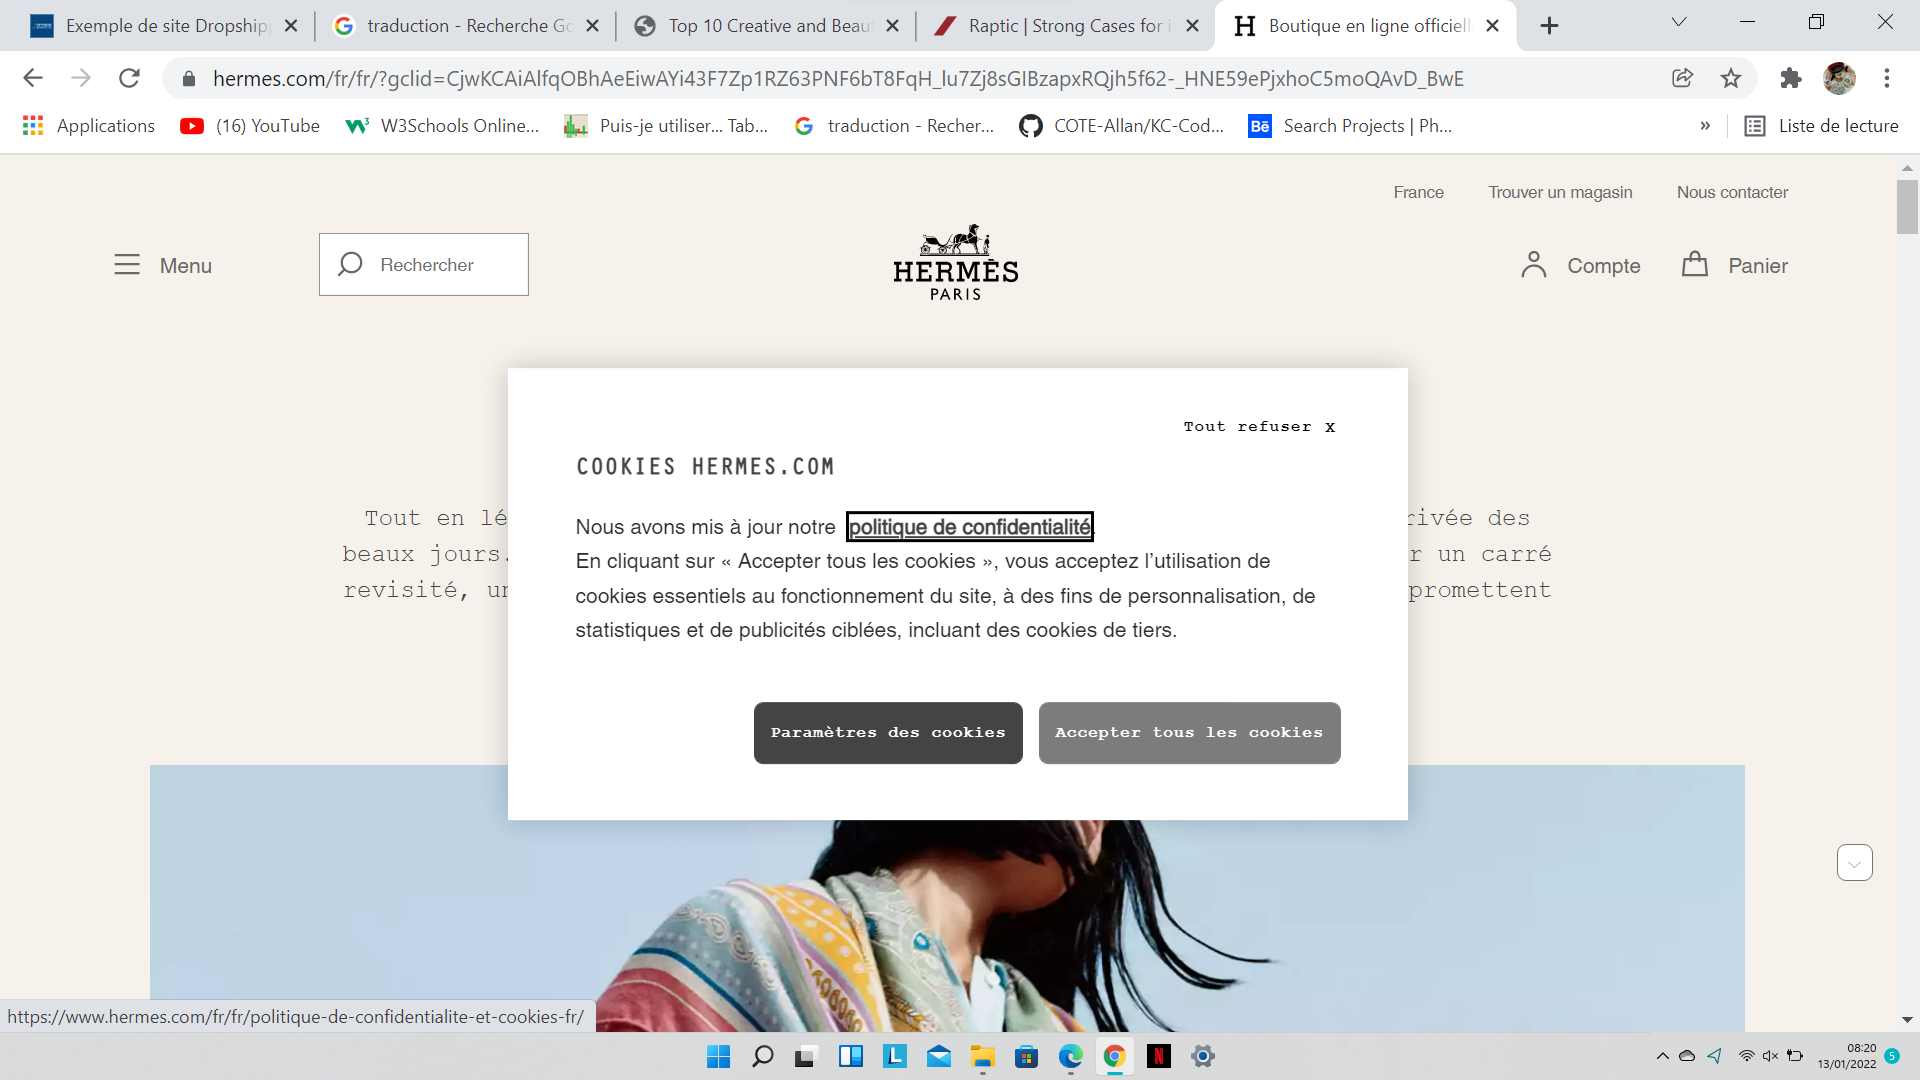 Exemple de site Dropshipp
traduction - Recherche Go
Top 10 Creative and Beau
Raptic | Strong Cases for i
Boutique en ligne officiell
hermes.com/fr/fr/?gclid=CjwKCAiAlfqOBhAeEiwAYi43F7Zp1RZ63PNF6bT8FqH_lu7Zj8sGIBzapxRQjh5f62-_HNE59ePjxhoC5moQAvD_BwE
Applications
(16) YouTube
W3Schools Online...
Puis-je utiliser... Tab...
traduction - Recher...
COTE-Allan/KC-Cod...
Bē Search Projects | Ph...
»
Liste de lecture
France
Trouver un magasin
Nous contacter
Menu
Rechercher
HERMÈS
PARIS
Compte
Panier
Tout refuser X
COOKIES HERMES.COM
Tout en lé
rivée des
Nous avons mis à jour notre politique de confidentialité.
beaux jours.
r un carré
En cliquant sur « Accepter tous les cookies », vous acceptez l’utilisation de
revisité, un
promettent
cookies essentiels au fonctionnement du site, à des fins de personnalisation, de
statistiques et de publicités ciblées, incluant des cookies de tiers.
Paramètres des cookies
Accepter tous les cookies
https://www.hermes.com/fr/fr/politique-de-confidentialite-et-cookies-fr/
08:20
13/01/2022
5